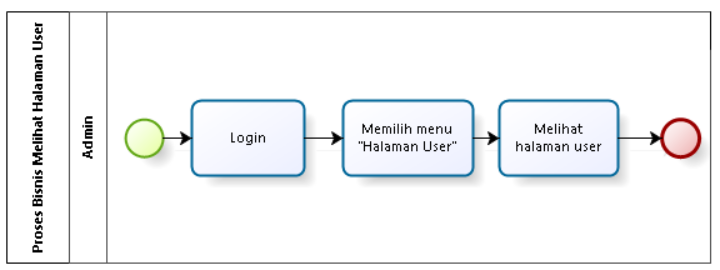 Proses Bisnis Melihat Halaman User
Admin
Login
Memilih menu
"Halaman User"
Melihat
halaman user